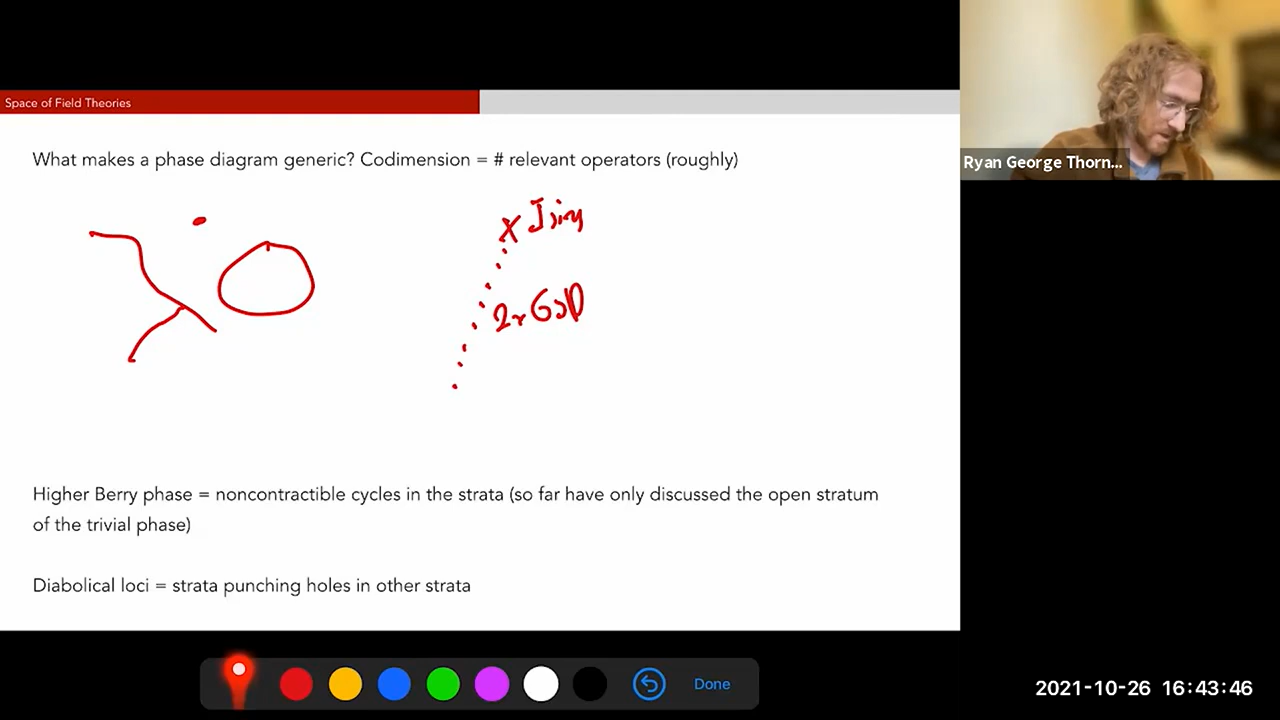 Space of Field Theories
Ryan George Thorn...
What makes a phase diagram generic? Codimension = # relevant operators (roughly)
x Ising
2x GSD
Higher Berry phase = noncontractible cycles in the strata (so far have only discussed the open stratum
of the trivial phase)
Diabolical loci = strata punching holes in other strata
Done
2021-10-26 16:43:46